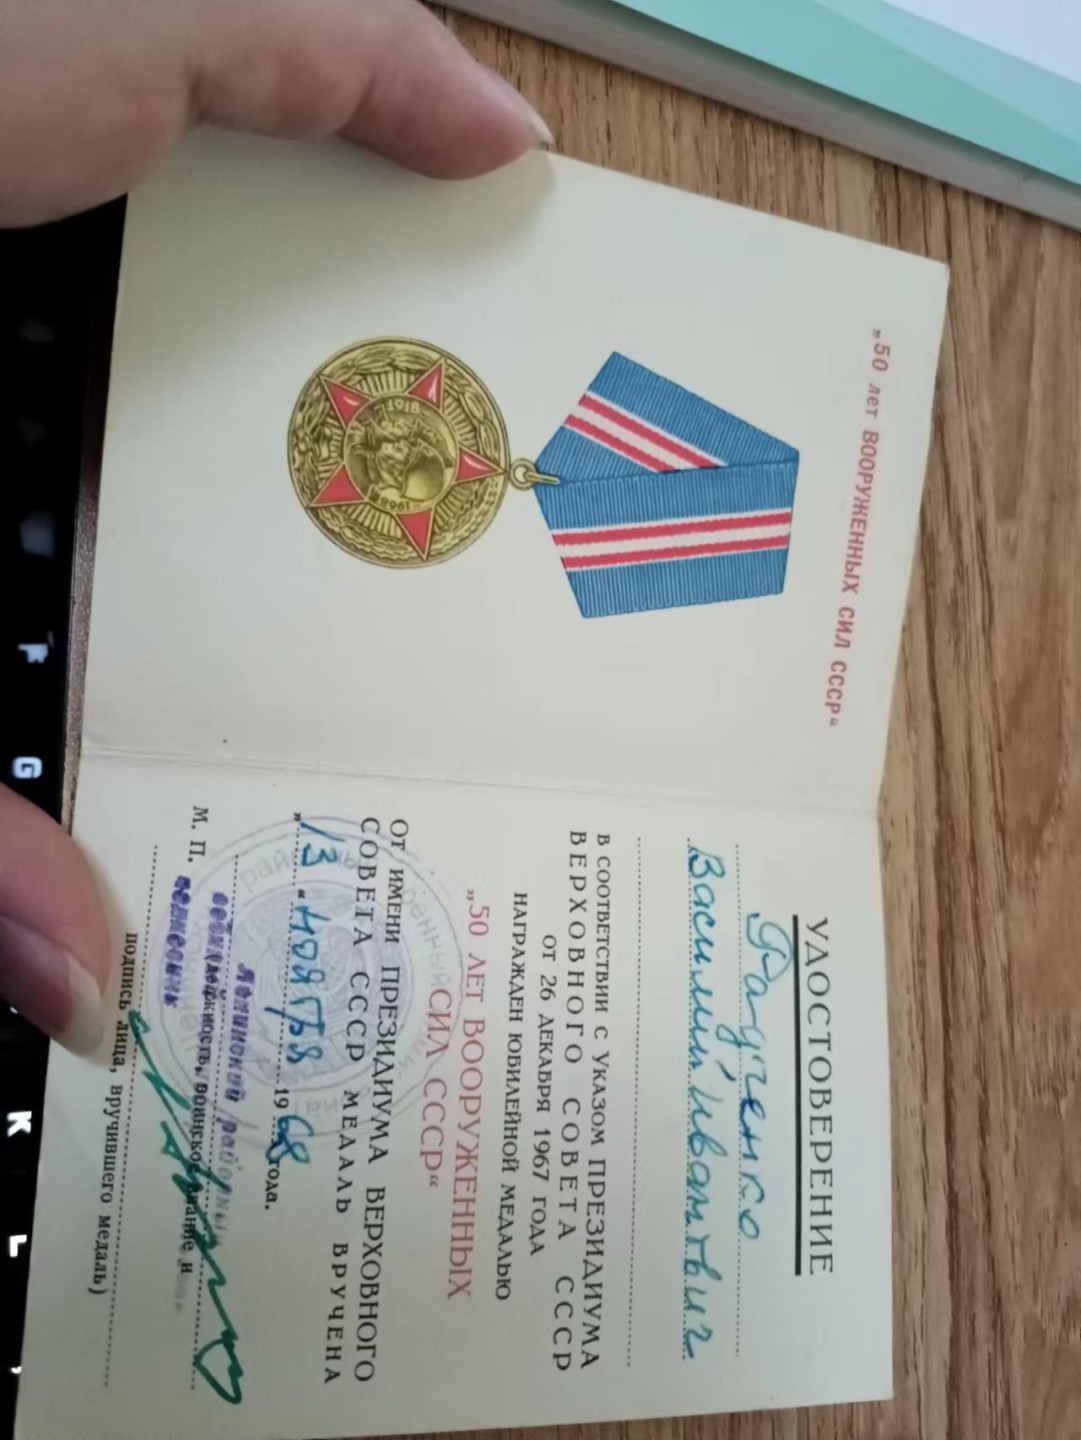 „50 лет ВООРУЖЕННЫХ СИЛ СССР“
1918
1968
УДОСТОВЕРЕНИЕ
Радченко
Василий Иванович
В СООТВЕТСТВИИ С УКАЗОМ ПРЕЗИДИУМА
ВЕРХОВНОГО СОВЕТА СССР
ОТ 26 ДЕКАБРЯ 1967 ГОДА
НАГРАЖДЕН ЮБИЛЕЙНОЙ МЕДАЛЬЮ
„50 ЛЕТ ВООРУЖЕННЫХ
СИЛ СССР“
ОТ ИМЕНИ ПРЕЗИДИУМА ВЕРХОВНОГО
СОВЕТА СССР МЕДАЛЬ ВРУЧЕНА
„13“ ноября 1968 года.
Ленинский районный
М. П.
подпись лица, вручившего медаль)
F
G
K
L